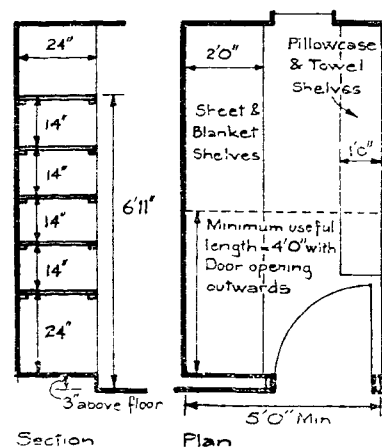 24"
14"
14"
14"
14"
24"
6'11"
3" above floor
Section
2'0"
Sheet &
Blanket
Shelves
Pillowcase
& Towel
Shelves
1'0"
Minimum useful
length = 4'0" with
Door opening
outwards
5'0" Min
Plan